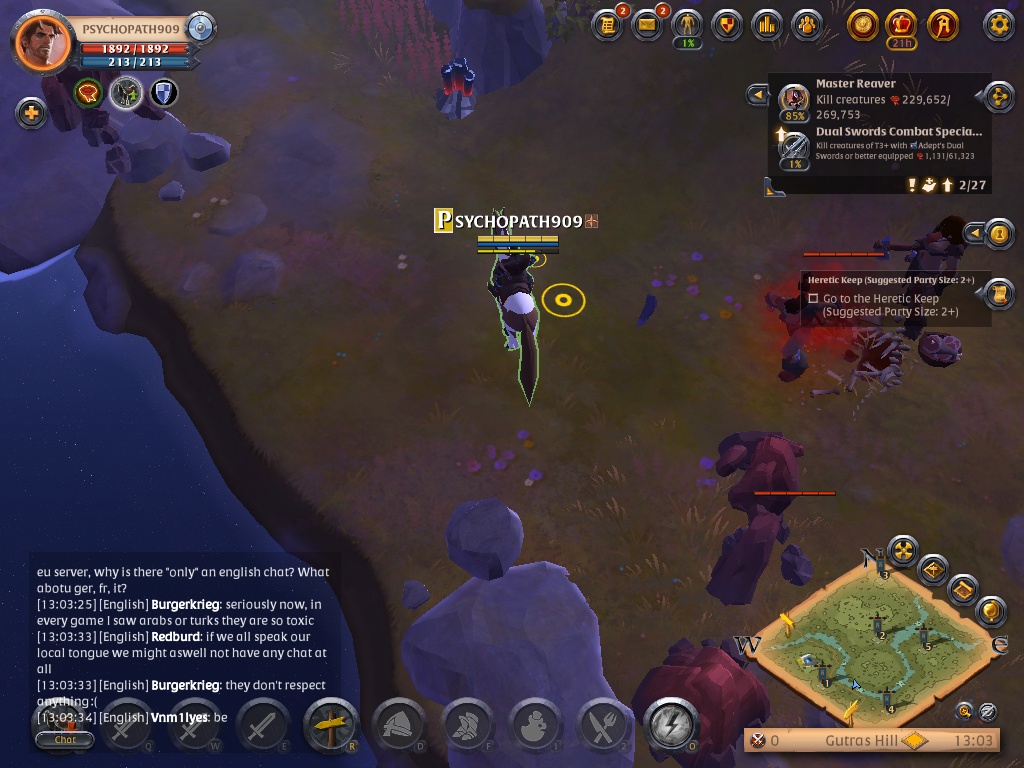 PSYCHOPATH909
1892 / 1892
213 / 213
2
2
1%
21h
Master Reaver
Kill creatures 229,652/
269,753
85%
Dual Swords Combat Specia...
Kill creatures of T3+ with Adept's Dual
Swords or better equipped 1,131/61,323
1%
2/27
PSYCHOPATH909
Heretic Keep (Suggested Party Size: 2+)
Go to the Heretic Keep
(Suggested Party Size: 2+)
eu server, why is there "only" an english chat? What
abotu ger, fr, it?
[13:03:25] [English] Burgerkrieg: seriously now, in
every game I saw arabs or turks they are so toxic
[13:03:33] [English] Redburd: if we all speak our
local tongue we might aswell not have any chat at
all
[13:03:33] [English] Burgerkrieg: they don't respect
anything:(
[13:03:34] [English] Vnm1lyes: be
Chat
Q
W
E
R
D
F
1
2
O
N
W
E
3
2
5
1
4
0
Gutras Hill
13:03